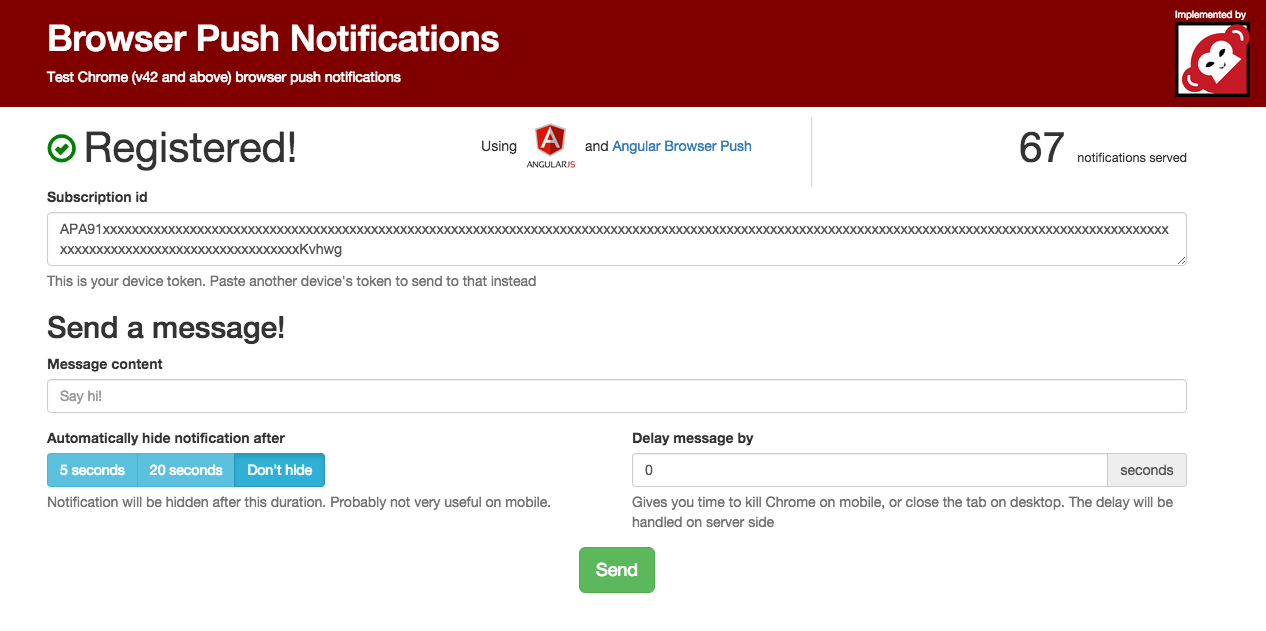 Browser Push Notifications
Test Chrome (v42 and above) browser push notifications
Implemented by
Registered!
Using
ANGULARJS
and Angular Browser Push
67 notifications served
Subscription id
APA91xxxxxxxxxxxxxxxxxxxxxxxxxxxxxxxxxxxxxxxxxxxxxxxxxxxxxxxxxxxxxxxxxxxxxxxxxxxxxxxxxxxxxxxxxxxxxxxxxxxxxxxxxxxxxxxxxxxxxxxxxxxxxxxxxxxxxxxxxxxxxxxxxxxxxx
xxxxxxxxxxxxxxxxxxxxxxxxxxxxxxxxxxKvhwg
This is your device token. Paste another device's token to send to that instead
Send a message!
Message content
Say hi!
Automatically hide notification after
5 seconds 20 seconds Don't hide
Notification will be hidden after this duration. Probably not very useful on mobile.
Delay message by
0 seconds
Gives you time to kill Chrome on mobile, or close the tab on desktop. The delay will be
handled on server side
Send